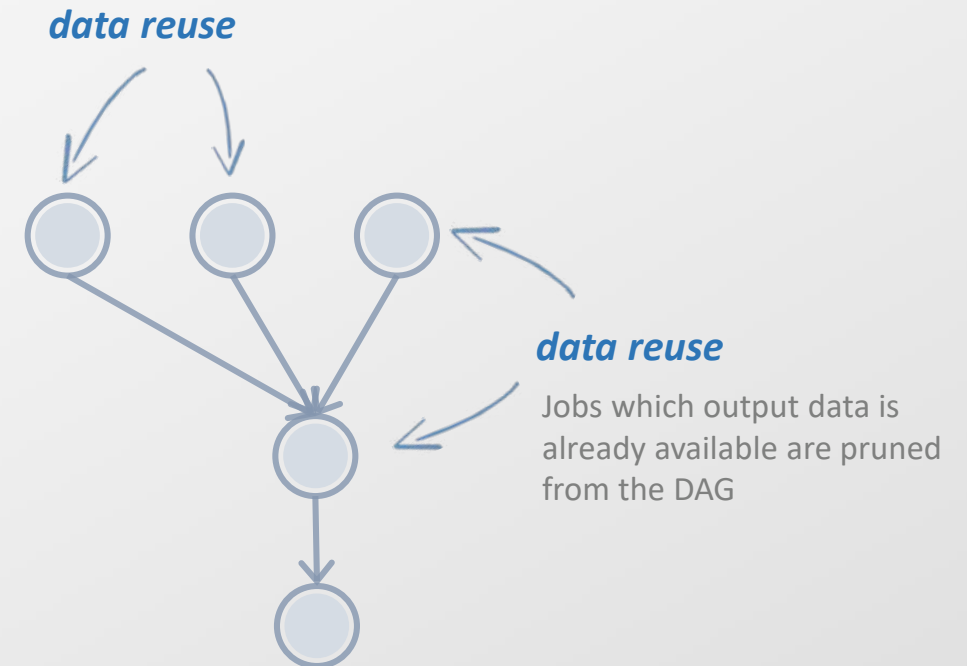 data reuse
data reuse
Jobs which output data is
already available are pruned
from the DAG